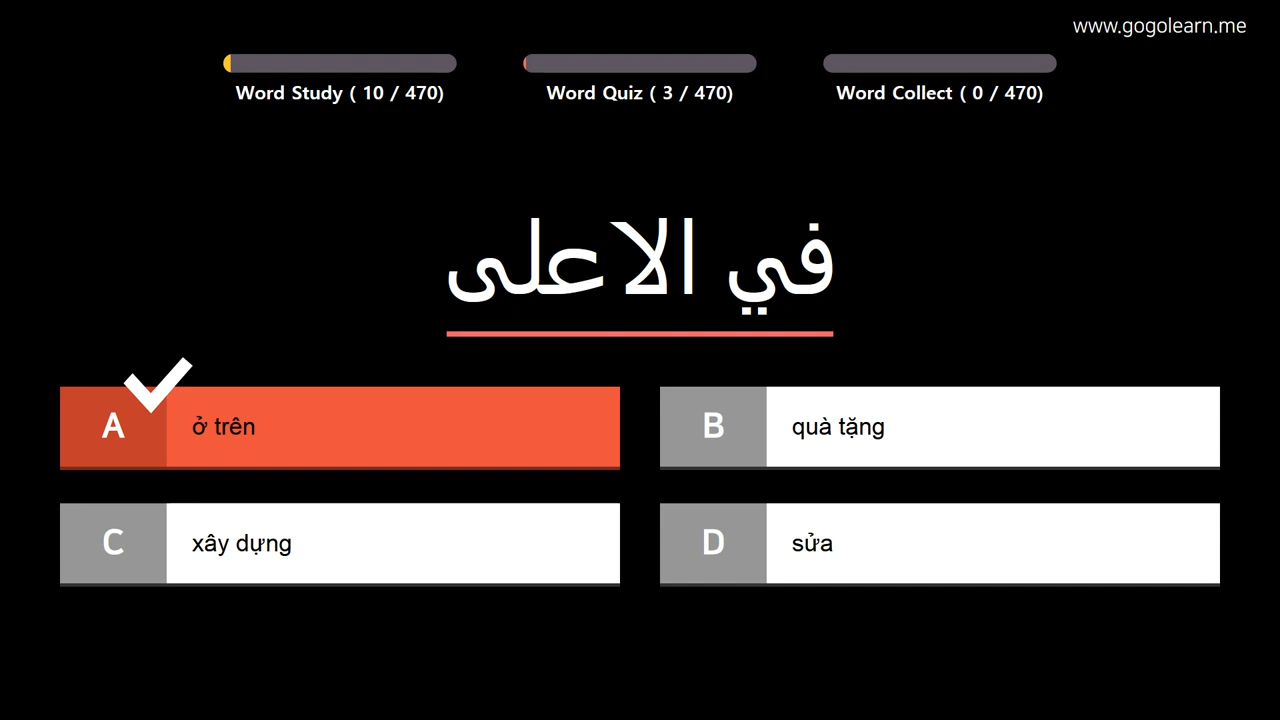 www.gogolearn.me
Word Study ( 10 / 470)
Word Quiz ( 3 / 470)
Word Collect ( 0 / 470)
في الاعلى
A ở trên
B quà tặng
C xây dựng
D sửa